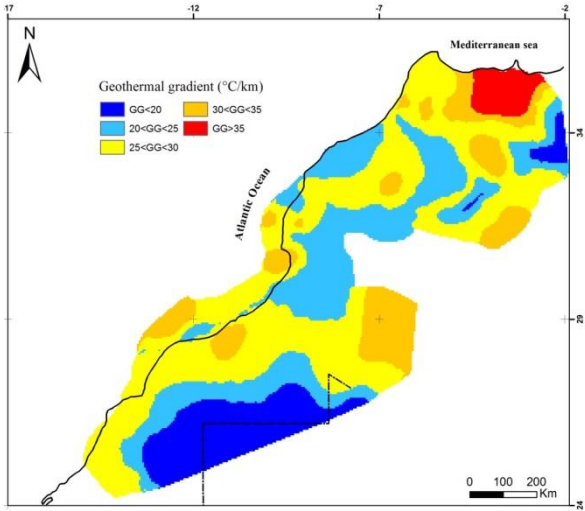 -17
-12
-7
-2
N
Mediterranean sea
Geothermal gradient (°C/km)
GG<20
30<GG<35
20<GG<25
GG>35
25<GG<30
34
Atlantic Ocean
29
0 100 200
Km
24